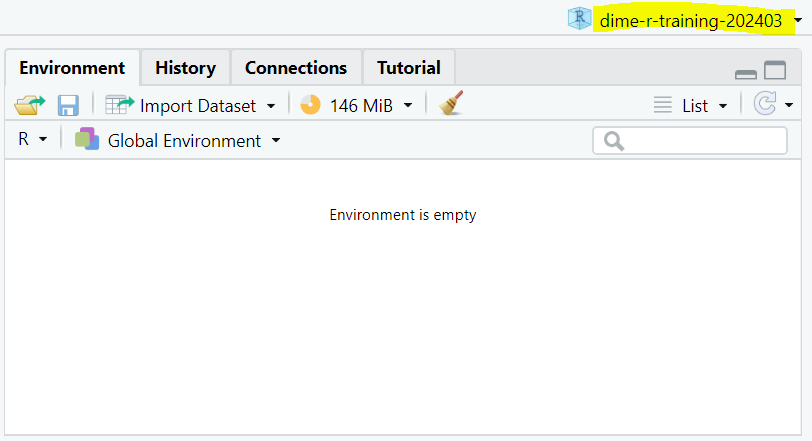 dime-r-training-202403
Environment History Connections Tutorial
Import Dataset 146 MiB List
R Global Environment
Environment is empty